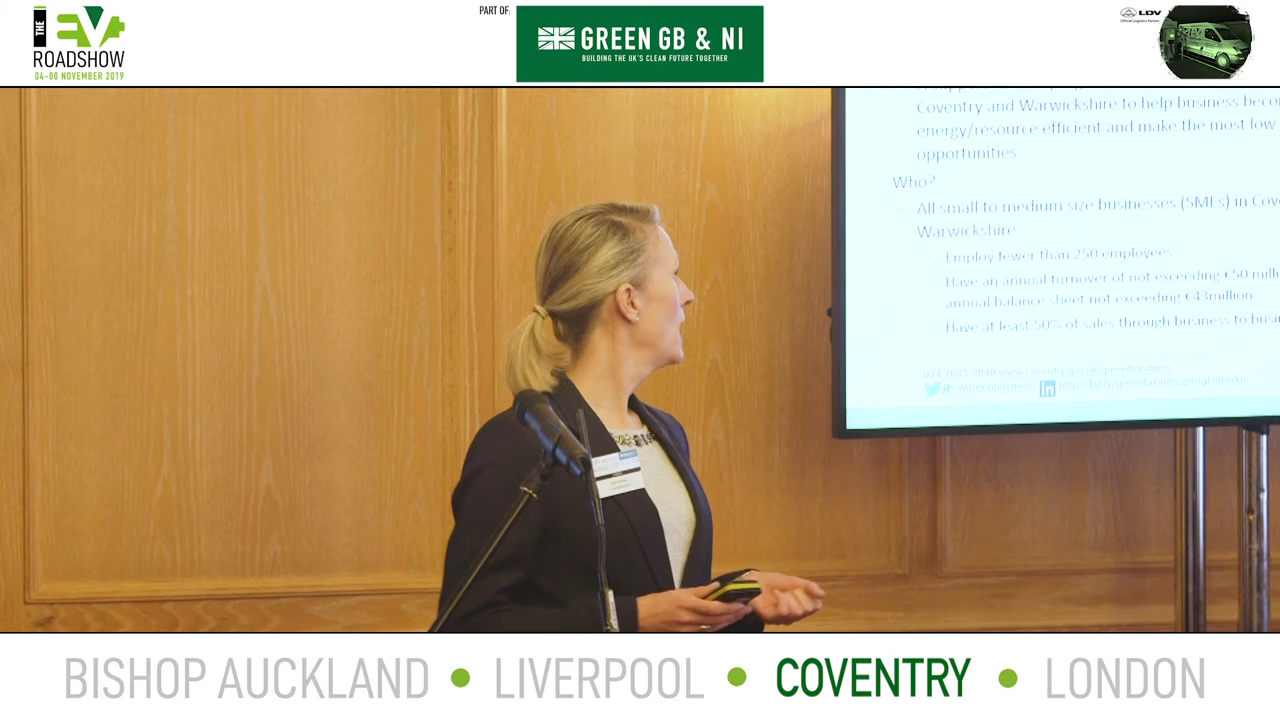 THE EV
ROADSHOW
04-08 NOVEMBER 2019
PART OF:
GREEN GB & NI
BUILDING THE UK'S CLEAN FUTURE TOGETHER
LDV
Official Logistics Partner
Coventry and Warwickshire to help business
energy/resource efficient and make the most low
opportunities
Who?
All small to medium size businesses (SMEs) in
Warwickshire
Employ fewer than 250 employees
Have an annual turnover of not exceeding €50
annual balance sheet not exceeding €43million
Have at least 50% of sales through business to
BISHOP AUCKLAND • LIVERPOOL • COVENTRY • LONDON